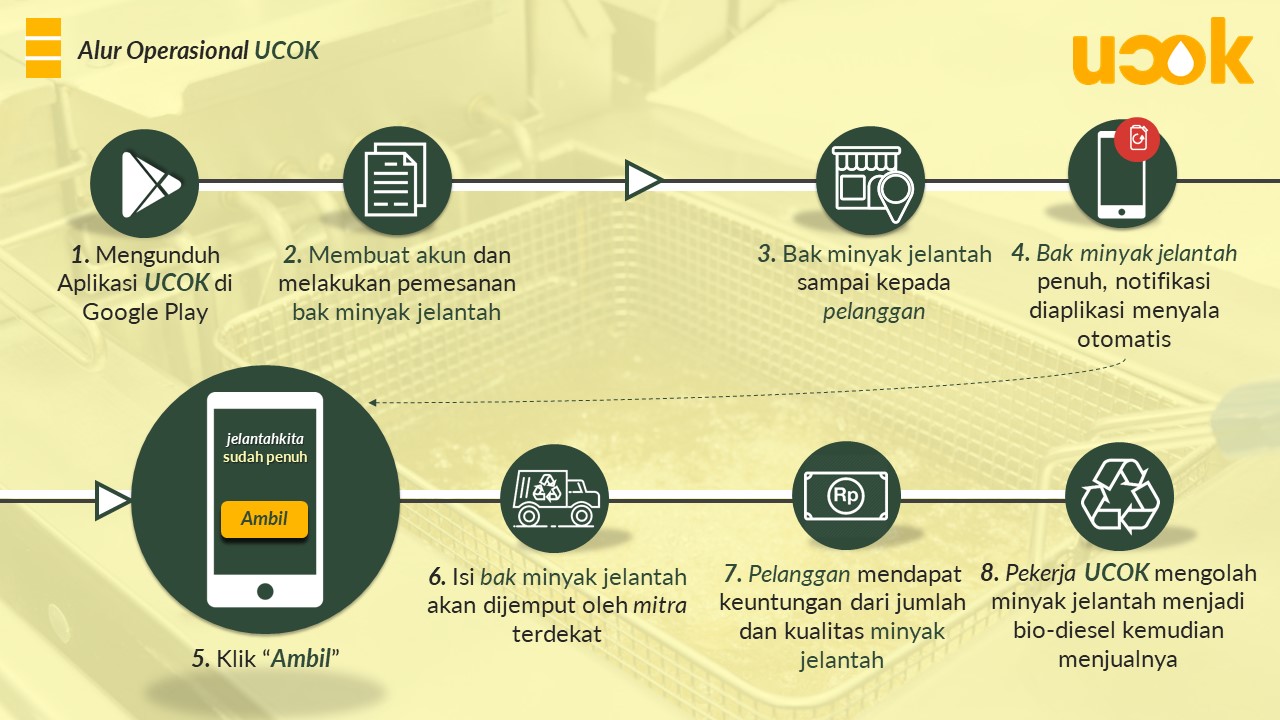 Alur Operasional UCOK
ucok
1. Mengunduh
Aplikasi UCOK di
Google Play
2. Membuat akun dan
melakukan pemesanan
bak minyak jelantah
3. Bak minyak jelantah
sampai kepada
pelanggan
4. Bak minyak jelantah
penuh, notifikasi
diaplikasi menyala
otomatis
jelantahkita
sudah penuh
Ambil
5. Klik “Ambil”
6. Isi bak minyak jelantah
akan dijemput oleh mitra
terdekat
Rp
7. Pelanggan mendapat
keuntungan dari jumlah
dan kualitas minyak
jelantah
8. Pekerja UCOK mengolah
minyak jelantah menjadi
bio-diesel kemudian
menjualnya